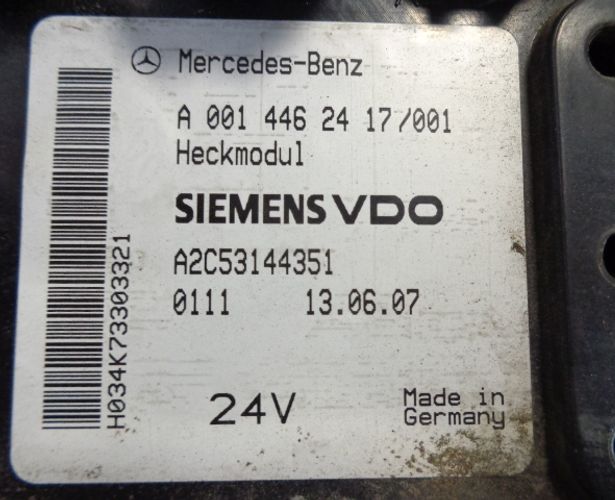 Mercedes-Benz
A 001 446 24 17/001
Heckmodul
SIEMENS VDO
A2C53144351
0111 13.06.07
24V
Made in
Germany
H034K73303321